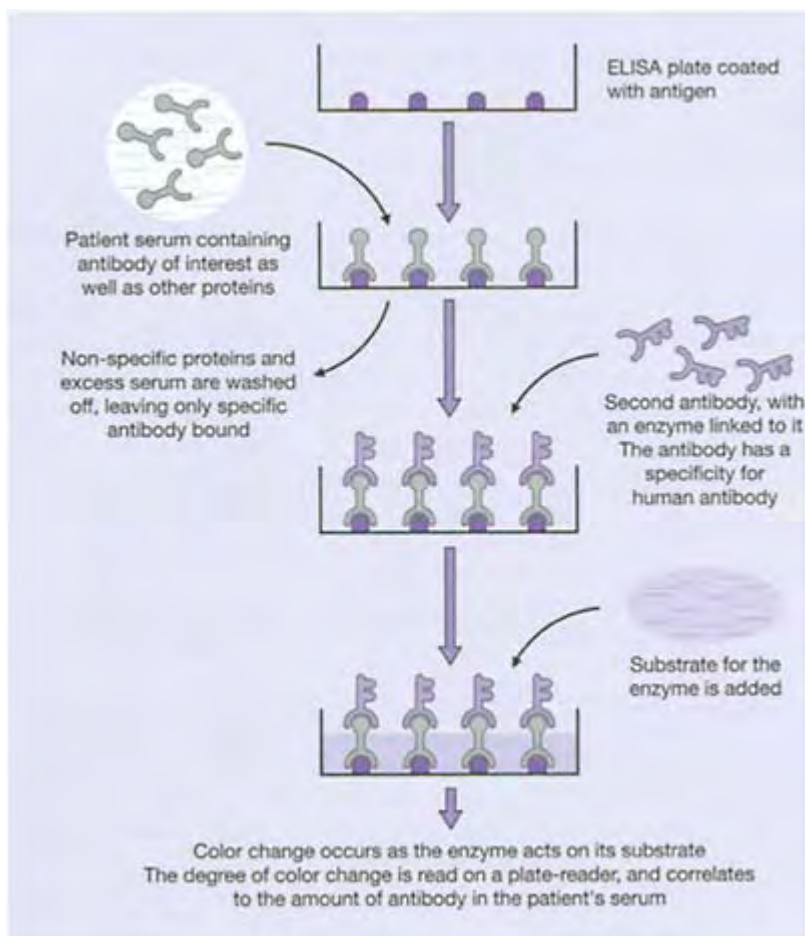 ELISA plate coated
with antigen
Patient serum containing
antibody of interest as
well as other proteins
Non-specific proteins and
excess serum are washed
off, leaving only specific
antibody bound
Second antibody, with
an enzyme linked to it
The antibody has a
specificity for
human antibody
Substrate for the
enzyme is added
Color change occurs as the enzyme acts on its substrate
The degree of color change is read on a plate-reader, and correlates
to the amount of antibody in the patient's serum